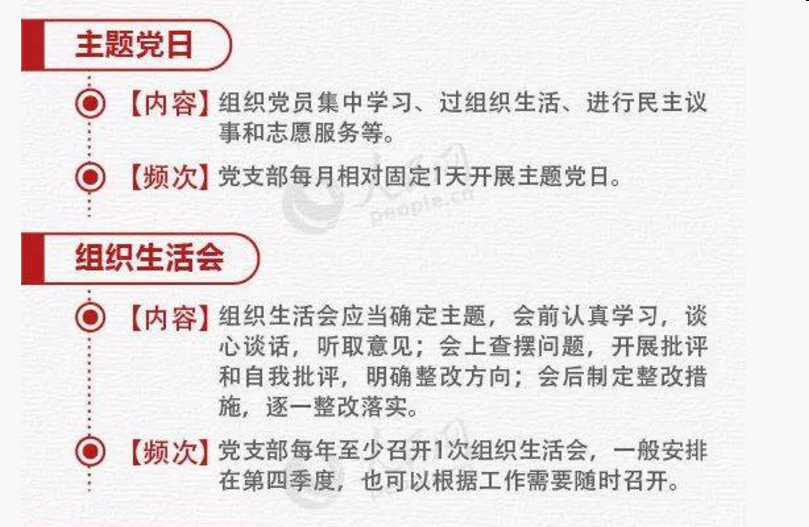 主题党日
【内容】组织党员集中学习、过组织生活、进行民主议
事和志愿服务等。
【频次】党支部每月相对固定1天开展主题党日。
people.cn
组织生活会
【内容】组织生活会应当确定主题，会前认真学习，谈
心谈话，听取意见；会上查摆问题，开展批评
和自我批评，明确整改方向；会后制定整改措
施，逐一整改落实。
【频次】党支部每年至少召开1次组织生活会，一般安排
在第四季度，也可以根据工作需要随时召开。